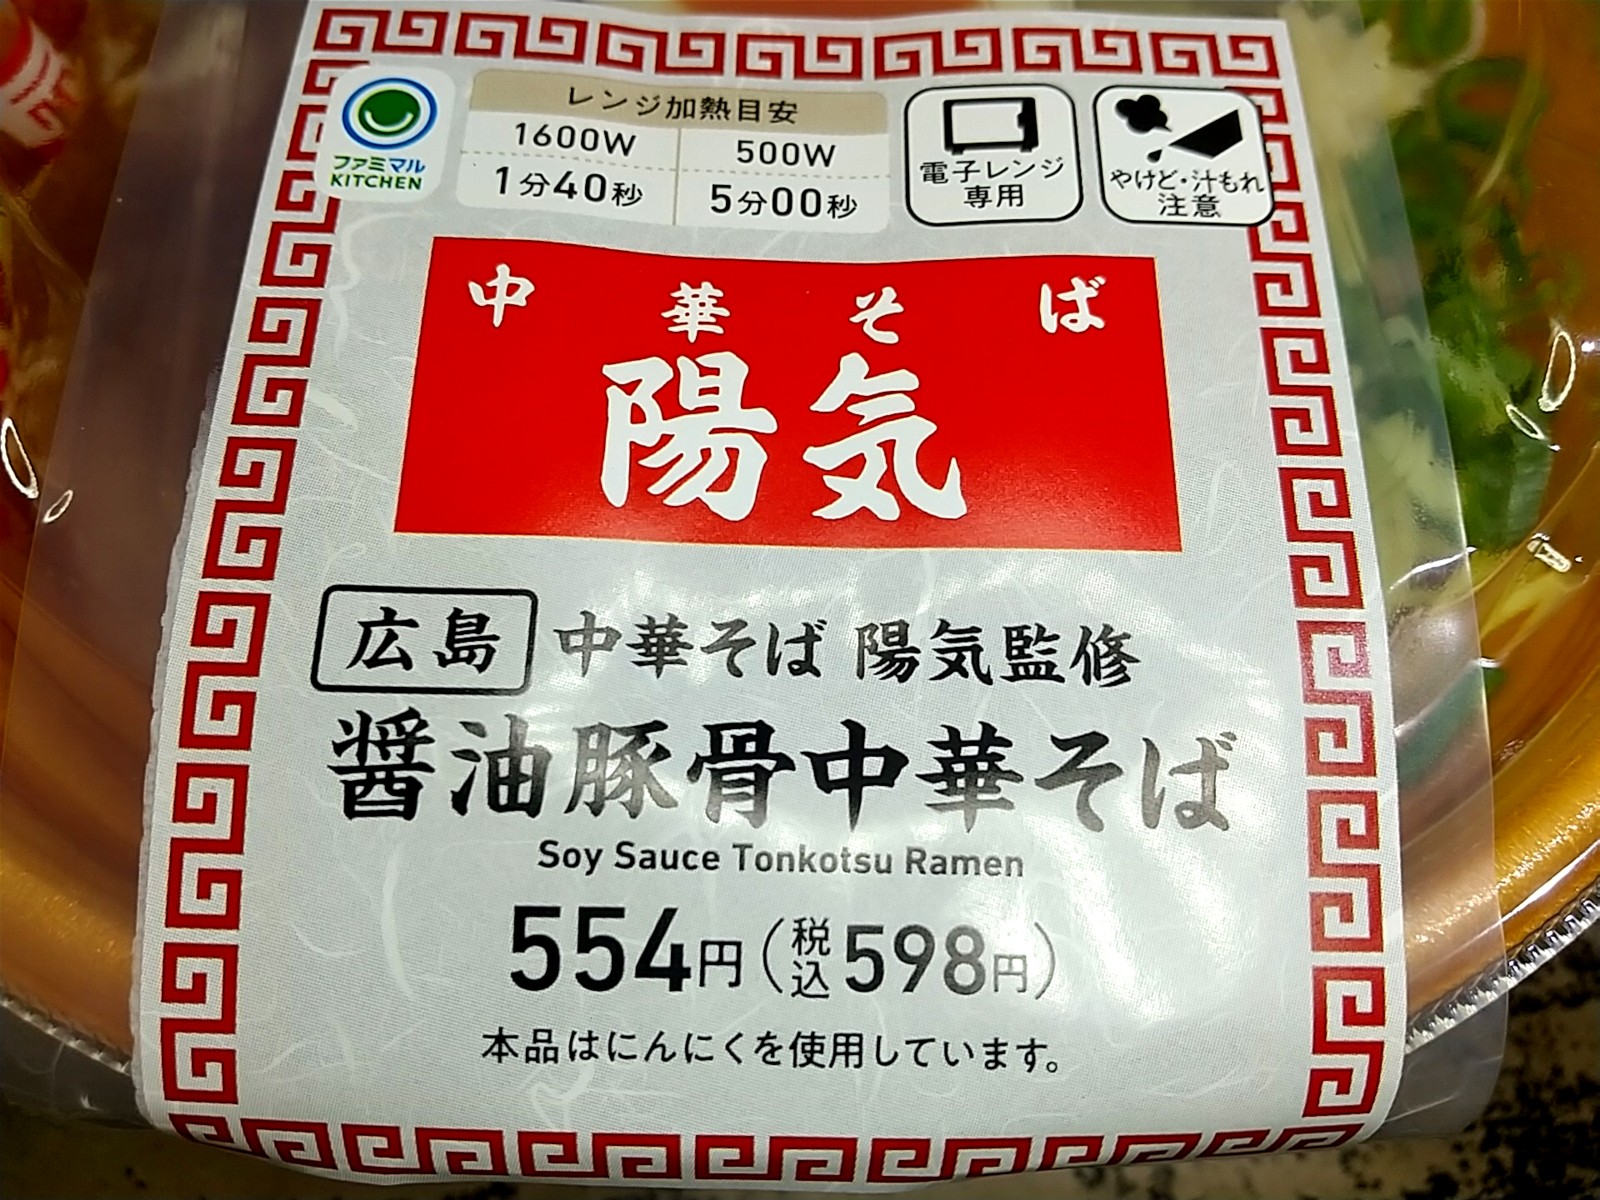 ファミマル
KITCHEN
レンジ加熱目安
1600W 500W
1分40秒 5分00秒
電子レンジ
専用
やけど・汁もれ
注意
中華そば
陽気
広島 中華そば 陽気監修
醤油豚骨中華そば
Soy Sauce Tonkotsu Ramen
554円(税込598円)
本品はにんにくを使用しています。